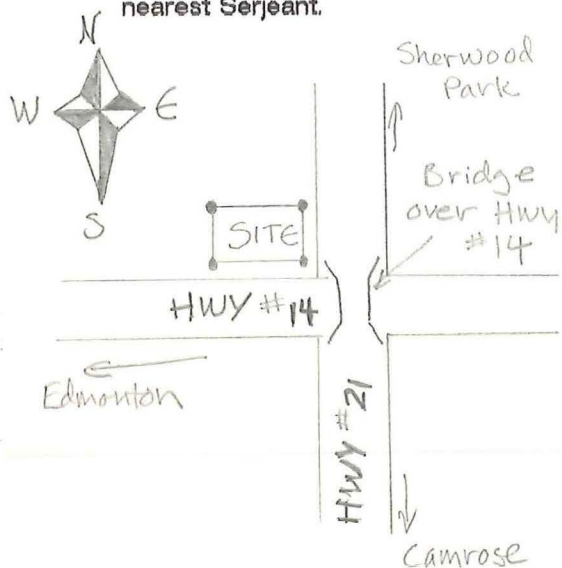 nearest Serjeant.
N
W
E
S
Sherwood
Park
Bridge
over Hwy
#14
SITE
HWY #14
Edmonton
HWY #21
Camrose